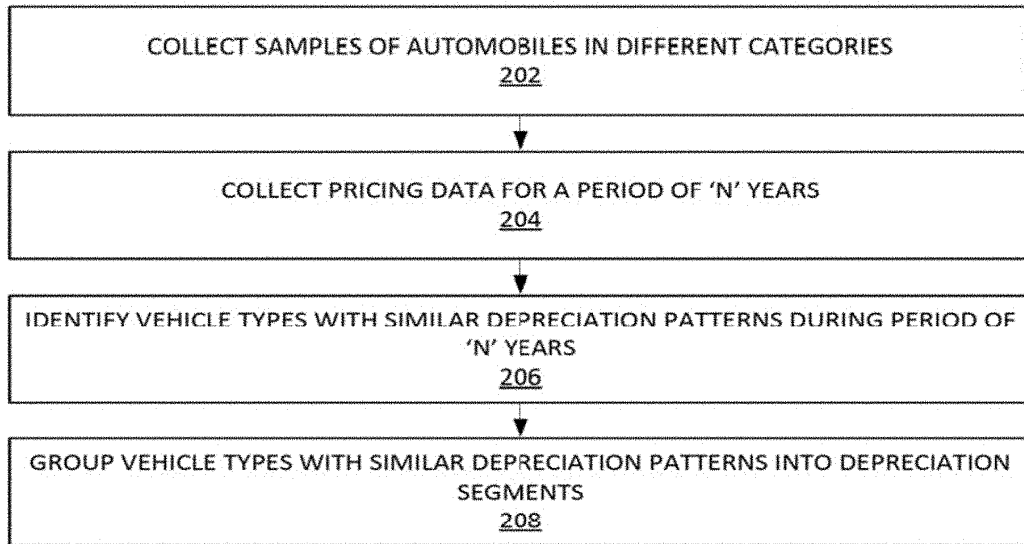 COLLECT SAMPLES OF AUTOMOBILES IN DIFFERENT CATEGORIES
202
COLLECT PRICING DATA FOR A PERIOD OF ‘N’ YEARS
204
IDENTIFY VEHICLE TYPES WITH SIMILAR DEPRECIATION PATTERNS DURING PERIOD OF
‘N’ YEARS
206
GROUP VEHICLE TYPES WITH SIMILAR DEPRECIATION PATTERNS INTO DEPRECIATION
SEGMENTS
208